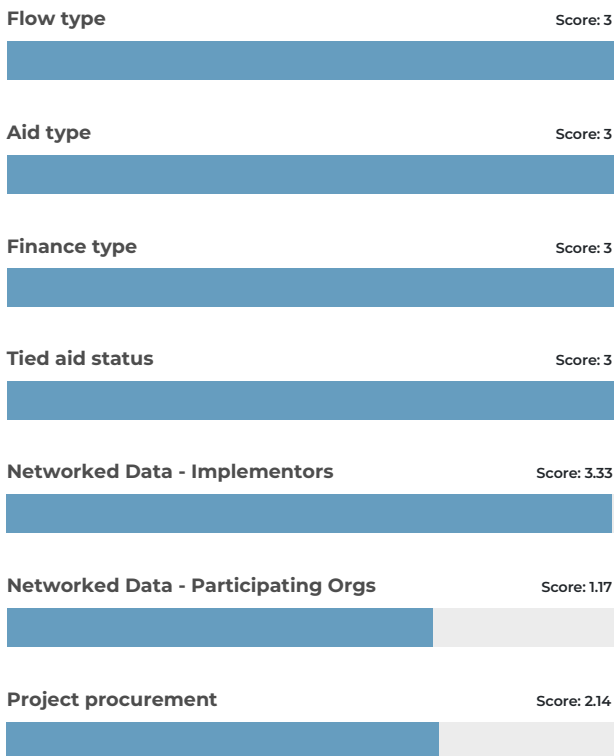 Flow type Score: 3
Aid type Score: 3
Finance type Score: 3
Tied aid status Score: 3
Networked Data - Implementors Score: 3.33
Networked Data - Participating Orgs Score: 1.17
Project procurement Score: 2.14